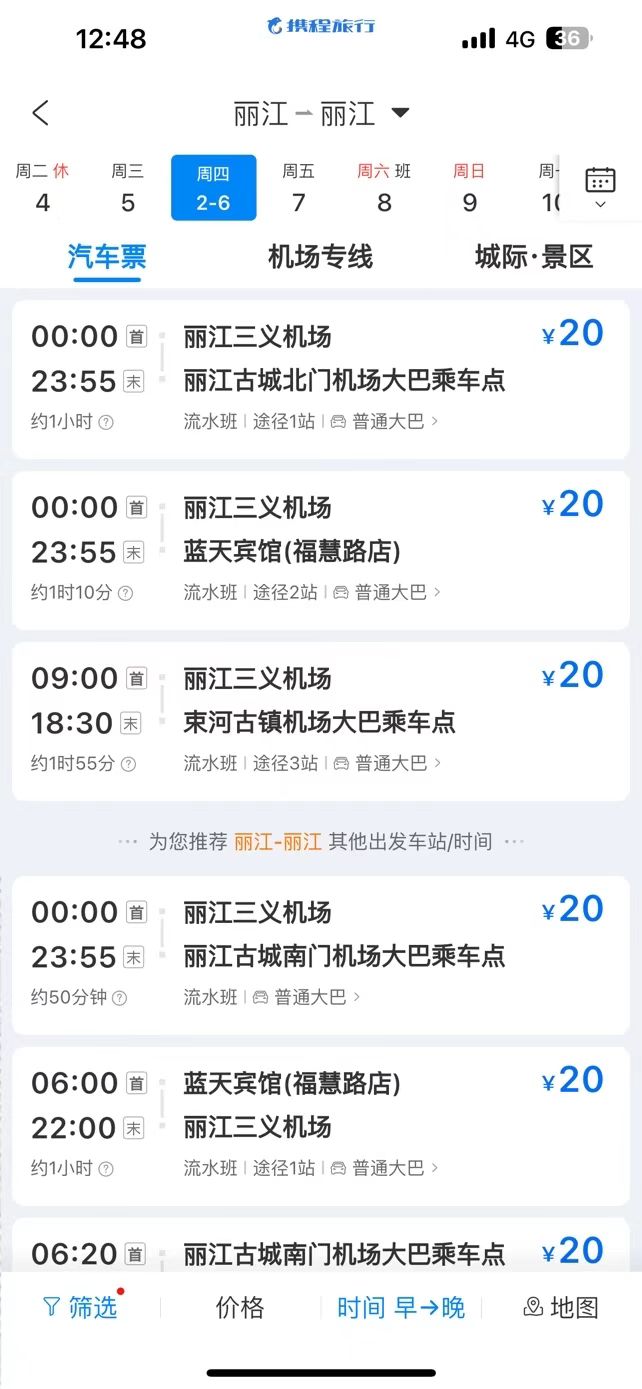 12:48
携程旅行
4G 36
丽江 丽江
周二 休 周三 周四 周五 周六 班 周日
4 5 2-6 7 8 9 10
汽车票 机场专线 城际·景区
00:00 首 丽江三义机场 ¥20
23:55 末 丽江古城北门机场大巴乘车点
约1小时 ? 流水班 途径1站 普通大巴 >
00:00 首 丽江三义机场 ¥20
23:55 末 蓝天宾馆(福慧路店)
约1时10分 ? 流水班 途径2站 普通大巴 >
09:00 首 丽江三义机场 ¥20
18:30 末 束河古镇机场大巴乘车点
约1时55分 ? 流水班 途径3站 普通大巴 >
··· 为您推荐 丽江-丽江 其他出发车站/时间 ···
00:00 首 丽江三义机场 ¥20
23:55 末 丽江古城南门机场大巴乘车点
约50分钟 ? 流水班 普通大巴 >
06:00 首 蓝天宾馆(福慧路店) ¥20
22:00 末 丽江三义机场
约1小时 ? 流水班 途径1站 普通大巴 >
06:20 首 丽江古城南门机场大巴乘车点 ¥20
筛选 价格 时间 早→晚 地图